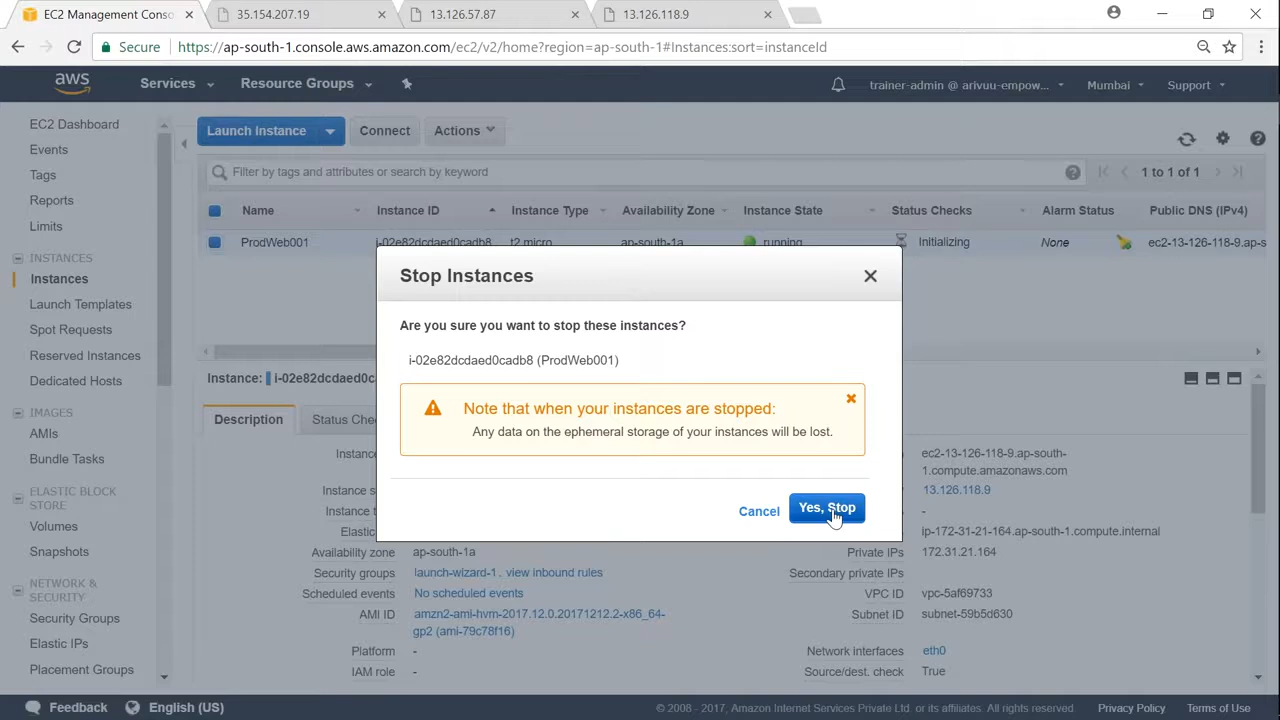 EC2 Management Conso
35.154.207.19
13.126.57.87
13.126.118.9
Secure
https://ap-south-1.console.aws.amazon.com/ec2/v2/home?region=ap-south-1#Instances:sort=instanceId
aws
Services
Resource Groups
trainer-admin @ arivuu-empow...
Mumbai
Support
EC2 Dashboard
Events
Tags
Reports
Limits
INSTANCES
Instances
Launch Templates
Spot Requests
Reserved Instances
Dedicated Hosts
IMAGES
AMIs
Bundle Tasks
ELASTIC BLOCK
STORE
Volumes
Snapshots
NETWORK &
SECURITY
Security Groups
Elastic IPs
Placement Groups
Launch Instance
Connect
Actions
Filter by tags and attributes or search by keyword
1 to 1 of 1
Name Instance ID Instance Type Availability Zone Instance State Status Checks Alarm Status Public DNS (IPv4)
ProdWeb001 i-02e82dcdaed0cadb8 t2.micro ap-south-1a running Initializing None ec2-13-126-118-9.ap-s
Stop Instances
Are you sure you want to stop these instances?
i-02e82dcdaed0cadb8 (ProdWeb001)
Note that when your instances are stopped:
Any data on the ephemeral storage of your instances will be lost.
Cancel
Yes, Stop
Instance: i-02e82dcdaed0c
Description
Status Che
Instanc
Instance s
Instance t
Elastic
Availability zone ap-south-1a
Security groups launch-wizard-1. view inbound rules
Scheduled events No scheduled events
AMI ID amzn2-ami-hvm-2017.12.0.20171212.2-x86_64-
gp2 (ami-79c78f16)
Platform -
IAM role -
ec2-13-126-118-9.ap-south-
1.compute.amazonaws.com
13.126.118.9
-
ip-172-31-21-164.ap-south-1.compute.internal
Private IPs 172.31.21.164
Secondary private IPs
VPC ID vpc-5af69733
Subnet ID subnet-59b5d630
Network interfaces eth0
Source/dest. check True
Feedback
English (US)
© 2008 - 2017, Amazon Internet Services Private Ltd. or its affiliates. All rights reserved.
Privacy Policy
Terms of Use